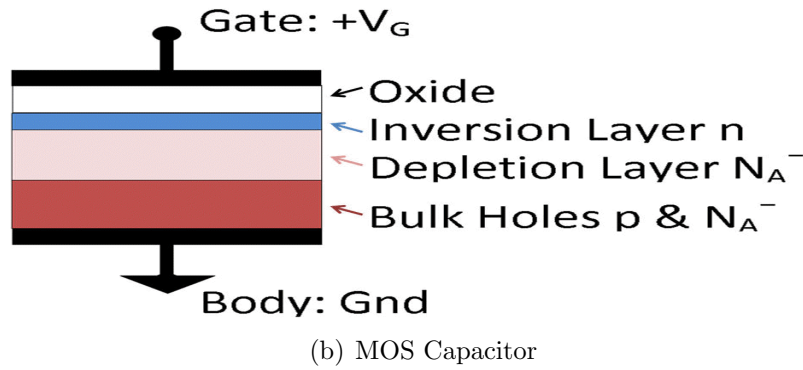 Gate: +V_G
Oxide
Inversion Layer n
Depletion Layer N_A^-
Bulk Holes p & N_A^-
Body: Gnd
(b) MOS Capacitor